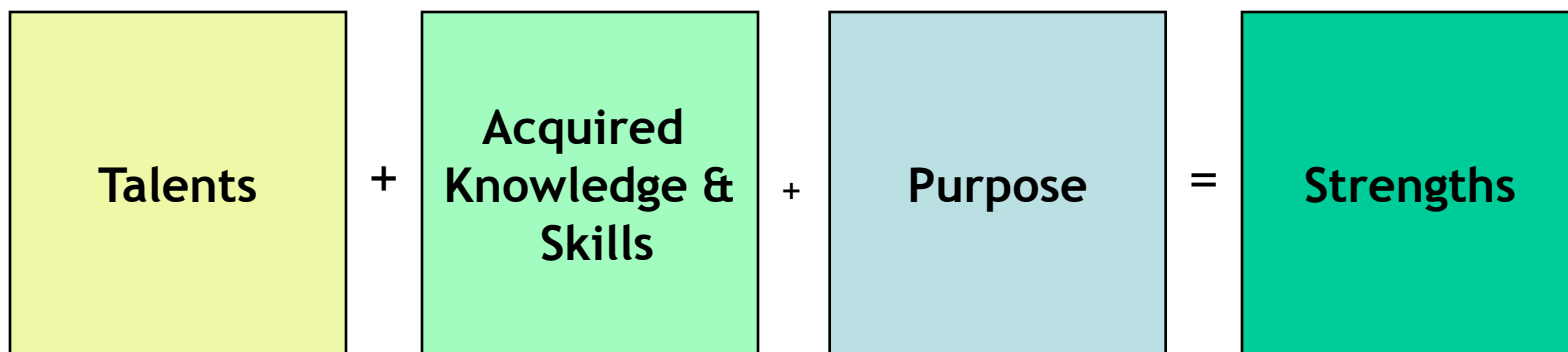 Talents
+
Acquired
Knowledge &
Skills
+
Purpose
=
Strengths